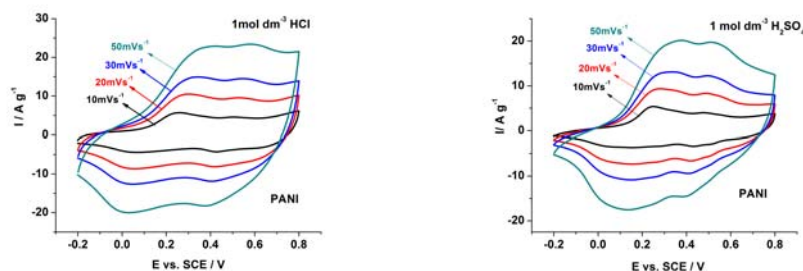 1mol dm⁻³ HCl
50mVs⁻¹
30mVs⁻¹
20mVs⁻¹
10mVs⁻¹
PANI
I / A g⁻¹
30
20
10
0
-10
-20
-0.2 0.0 0.2 0.4 0.6 0.8
E vs. SCE / V
1 mol dm⁻³ H₂SO₄
50mVs⁻¹
30mVs⁻¹
20mVs⁻¹
10mVs⁻¹
PANI
I/ A g⁻¹
30
20
10
0
-10
-20
-0.2 0.0 0.2 0.4 0.6 0.8
E vs. SCE / V